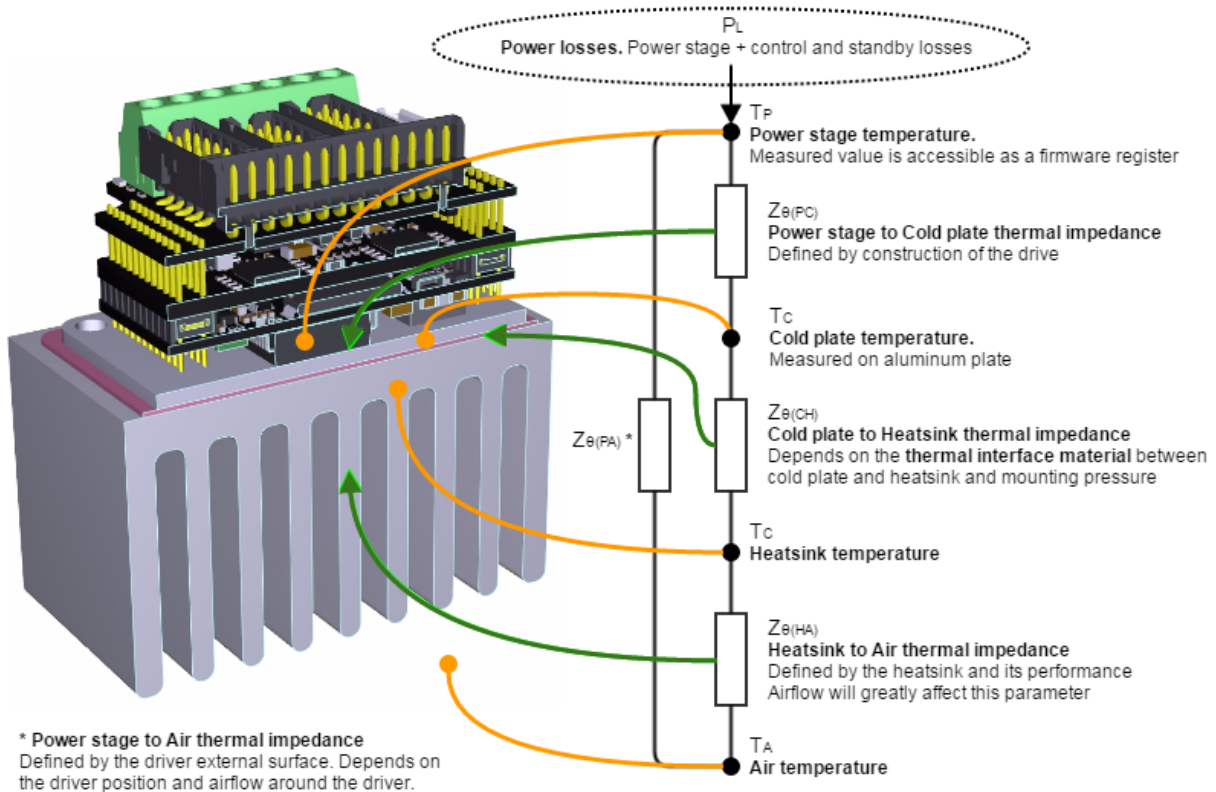 PL
Power losses. Power stage + control and standby losses
TP
Power stage temperature.
Measured value is accessible as a firmware register
Zθ(PC)
Power stage to Cold plate thermal impedance
Defined by construction of the drive
TC
Cold plate temperature.
Measured on aluminum plate
Zθ(PA) *
Zθ(CH)
Cold plate to Heatsink thermal impedance
Depends on the thermal interface material between
cold plate and heatsink and mounting pressure
TC
Heatsink temperature
Zθ(HA)
Heatsink to Air thermal impedance
Defined by the heatsink and its performance
Airflow will greatly affect this parameter
TA
Air temperature
* Power stage to Air thermal impedance
Defined by the driver external surface. Depends on
the driver position and airflow around the driver.